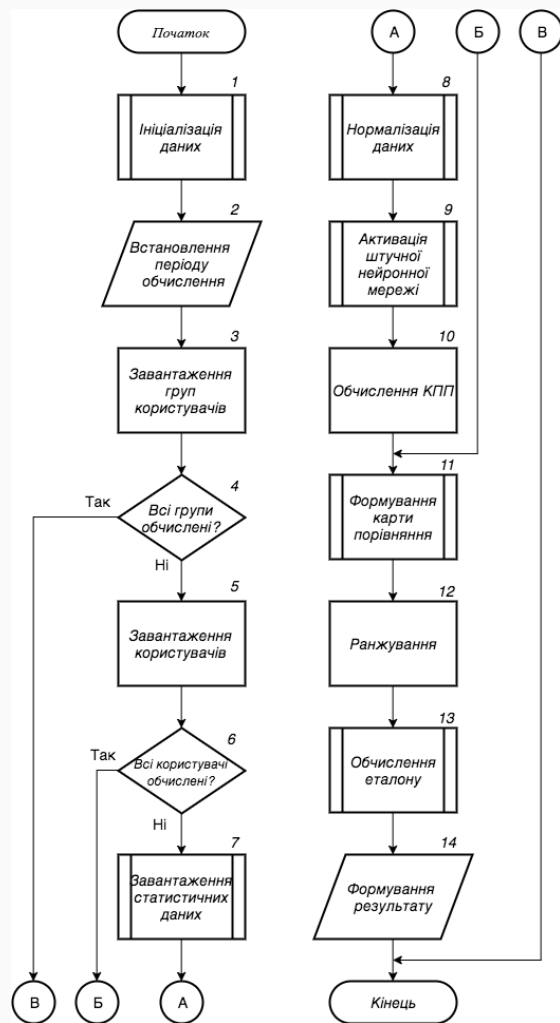 Початок
1
Ініціалізація
даних
2
Встановлення
періоду
обчислення
3
Завантаження
груп
користувачів
4
Так
Всі групи
обчислені?
Ні
5
Завантаження
користувачів
6
Так
Всі користувачі
обчислені?
Ні
7
Завантаження
статистичних
даних
В
Б
А
А
Б
В
8
Нормалізація
даних
9
Активація
штучної
нейронної
мережі
10
Обчислення КПП
11
Формування
карти
порівняння
12
Ранжування
13
Обчислення
еталону
14
Формування
результату
Кінець